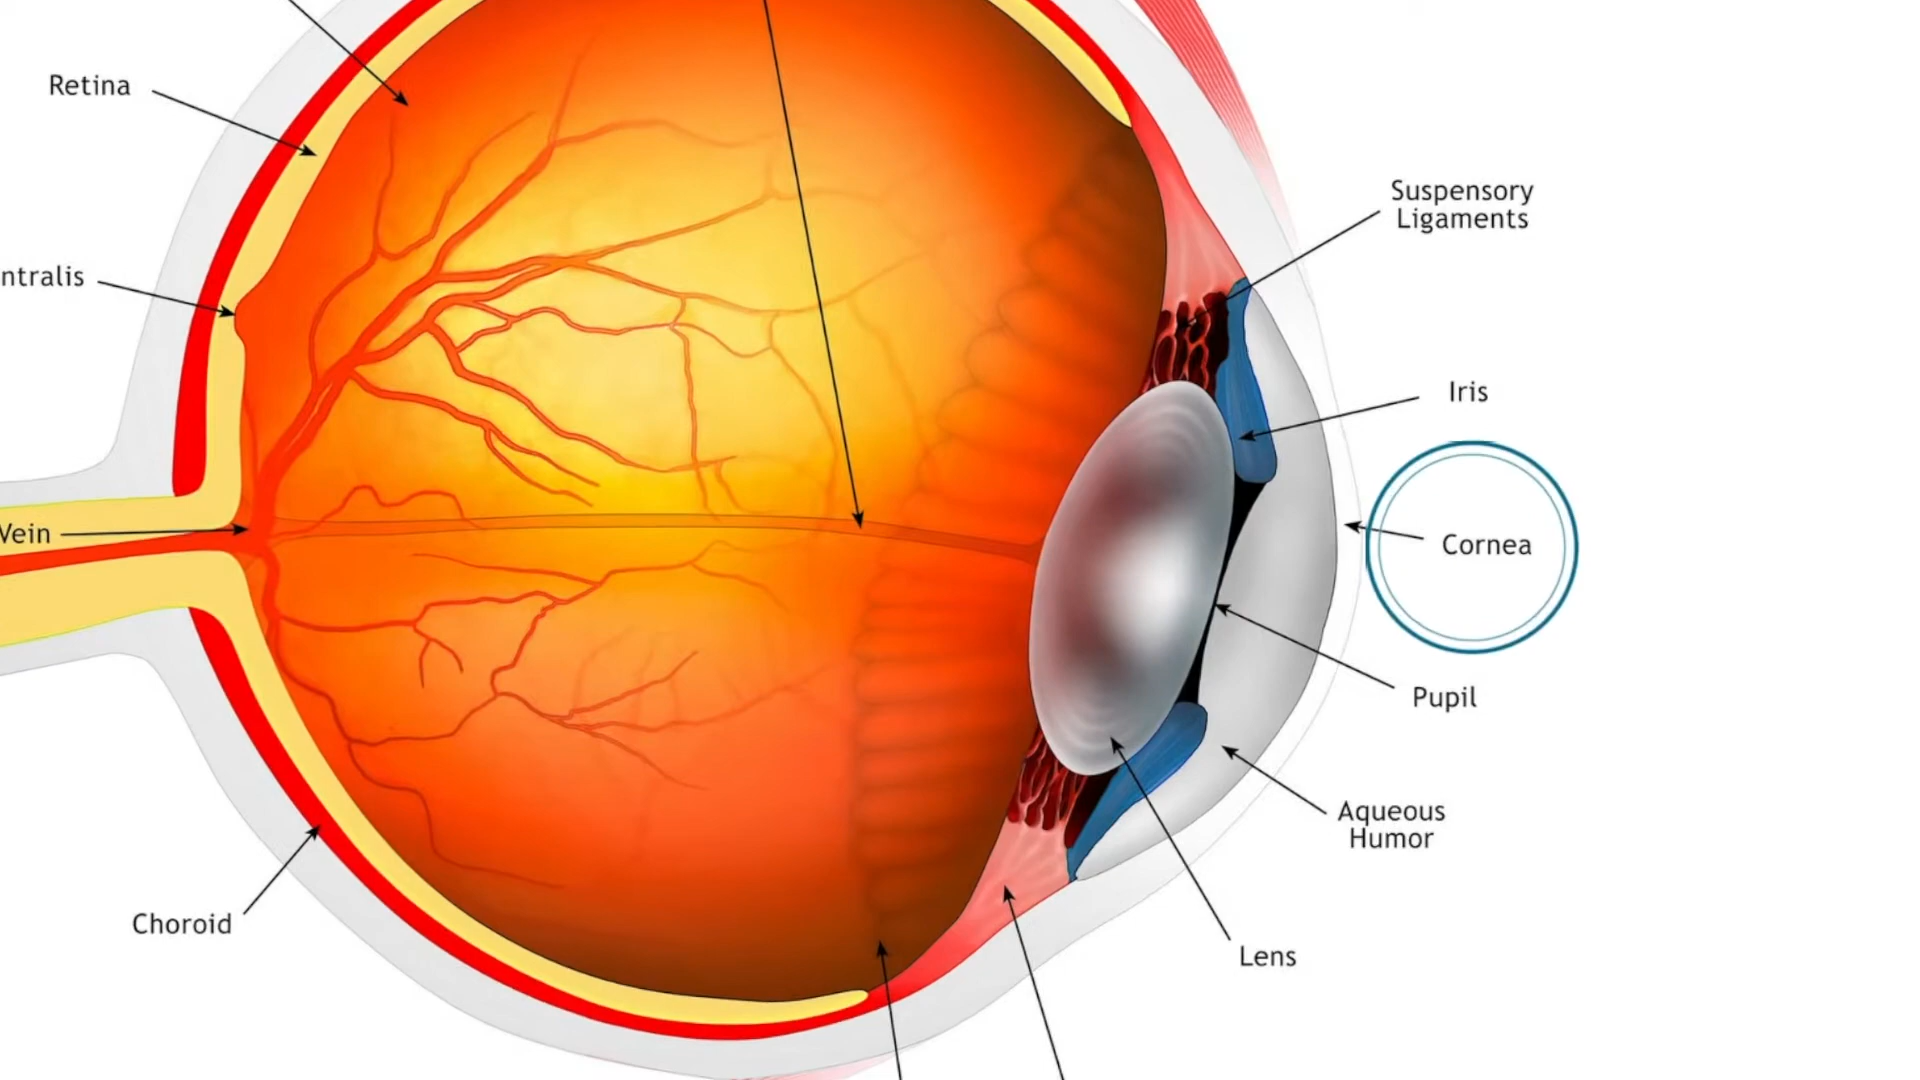 Retina
Suspensory
Ligaments
ntralis
Iris
Vein
Cornea
Pupil
Aqueous
Humor
Choroid
Lens